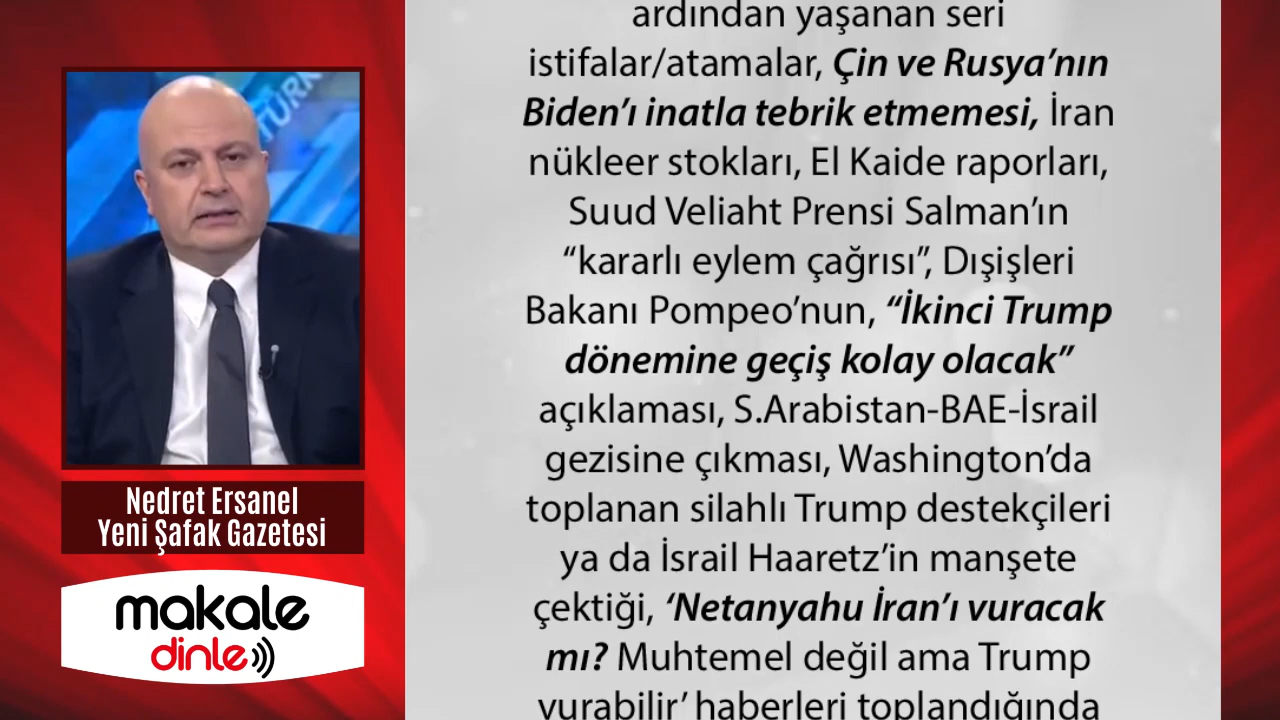 TÜRK
Nedret Ersanel
Yeni Şafak Gazetesi
makale
dinle
ardından yaşanan seri
istifalar/atamalar, Çin ve Rusya’nın
Biden’ı inatla tebrik etmemesi, İran
nükleer stokları, El Kaide raporları,
Suud Veliaht Prensi Salman’ın
“kararlı eylem çağrısı”, Dışişleri
Bakanı Pompeo’nun, “İkinci Trump
dönemine geçiş kolay olacak”
açıklaması, S.Arabistan-BAE-İsrail
gezisine çıkması, Washington’da
toplanan silahlı Trump destekçileri
ya da İsrail Haaretz’in manşete
çektiği, ‘Netanyahu İran’ı vuracak
mı? Muhtemel değil ama Trump
vurabilir’ haberleri toplandığında